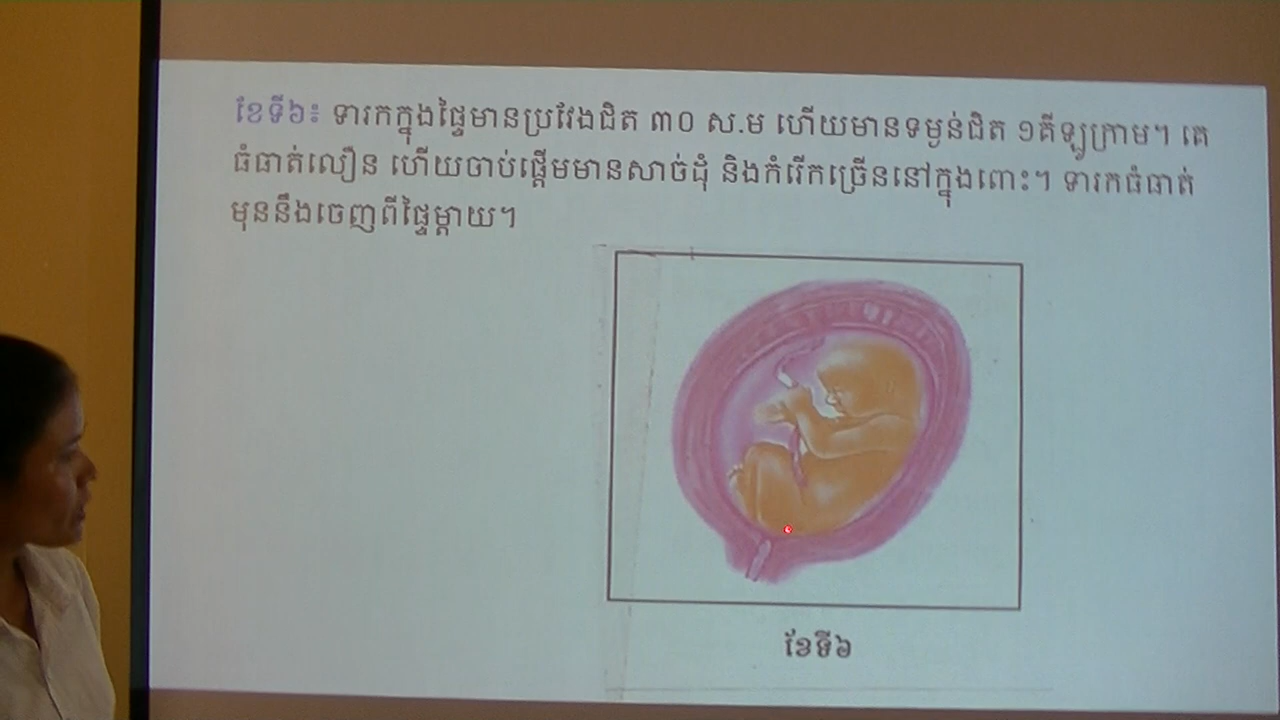 ខែទី៦៖ ទារកក្នុងផ្ទៃមានប្រវែងជិត ៣០ ស.ម ហើយមានទម្ងន់ជិត ១គីឡូក្រាម។ គេ
ធំធាត់លឿន ហើយចាប់ផ្ដើមមានសាច់ដុំ និងកំរើកច្រើននៅក្នុងពោះ។ ទារកធំធាត់
មុននឹងចេញពីផ្ទៃម្ដាយ។
ខែទី៦